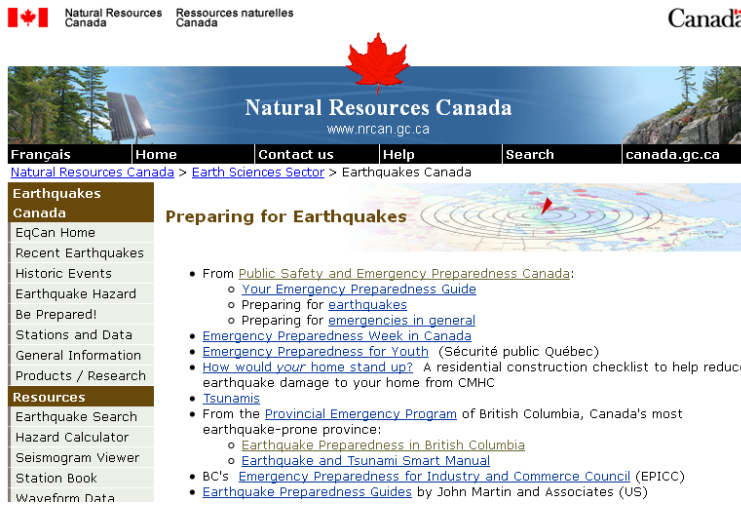 Natural Resources Ressources naturelles
Canada Canada
Canada
Natural Resources Canada
www.nrcan.gc.ca
Français Home Contact us Help Search canada.gc.ca
Natural Resources Canada > Earth Sciences Sector > Earthquakes Canada
Earthquakes
Canada
EqCan Home
Recent Earthquakes
Historic Events
Earthquake Hazard
Be Prepared!
Stations and Data
General Information
Products / Research
Resources
Earthquake Search
Hazard Calculator
Seismogram Viewer
Station Book
Waveform Data
Preparing for Earthquakes
• From Public Safety and Emergency Preparedness Canada:
o Your Emergency Preparedness Guide
o Preparing for earthquakes
o Preparing for emergencies in general
• Emergency Preparedness Week in Canada
• Emergency Preparedness for Youth (Sécurité public Québec)
• How would your home stand up? A residential construction checklist to help reduce
earthquake damage to your home from CMHC
• Tsunamis
• From the Provincial Emergency Program of British Columbia, Canada's most
earthquake-prone province:
o Earthquake Preparedness in British Columbia
o Earthquake and Tsunami Smart Manual
• BC's Emergency Preparedness for Industry and Commerce Council (EPICC)
• Earthquake Preparedness Guides by John Martin and Associates (US)